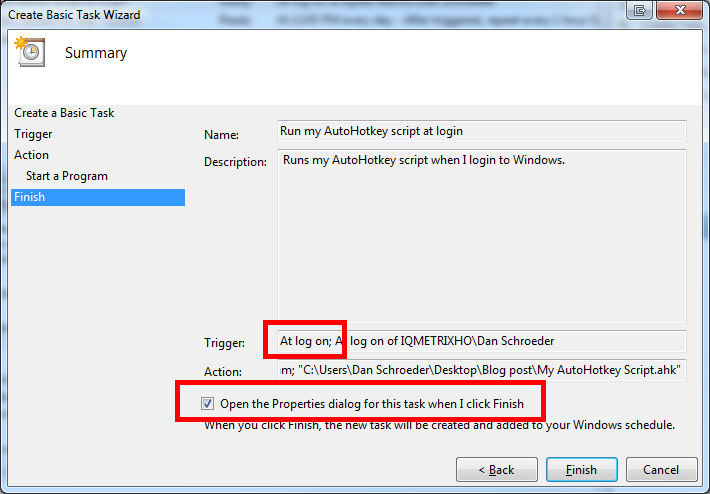 Create Basic Task Wizard
Summary
Create a Basic Task
Trigger
Action
Start a Program
Finish
Name:
Run my AutoHotkey script at login
Description:
Runs my AutoHotkey script when I login to Windows.
Trigger:
At log on; At log on of IQMETRIXHO\Dan Schroeder
Action:
m; "C:\Users\Dan Schroeder\Desktop\Blog post\My AutoHotkey Script.ahk"
Open the Properties dialog for this task when I click Finish
When you click Finish, the new task will be created and added to your Windows schedule.
< Back
Finish
Cancel